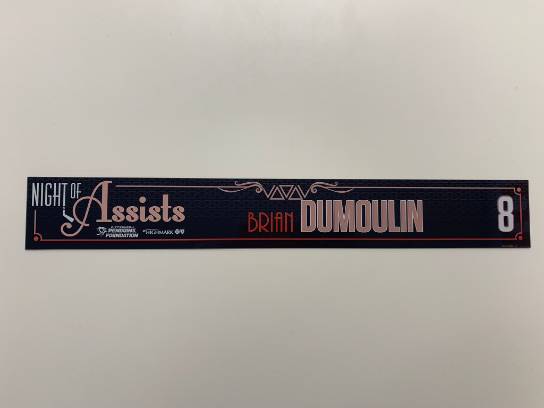 NIGHT OF
Assists
PENGUINS
FOUNDATION
HIGHMARK
BRIAN DUMOULIN
8